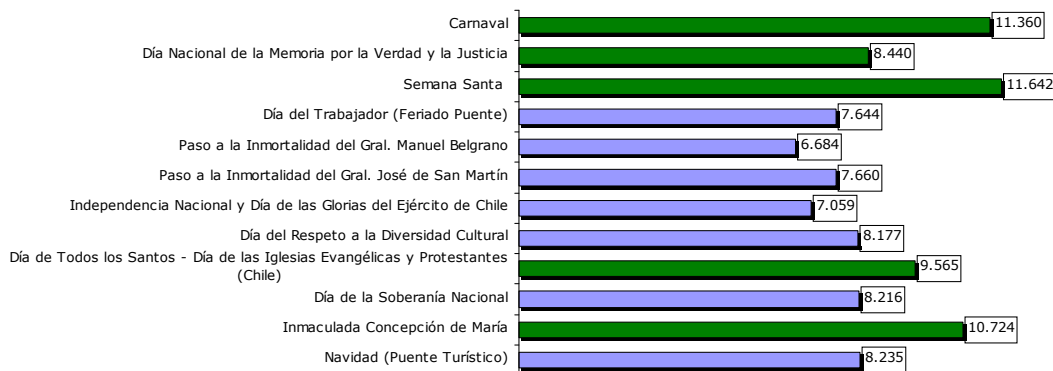 Carnaval 11.360
Día Nacional de la Memoria por la Verdad y la Justicia 8.440
Semana Santa 11.642
Día del Trabajador (Feriado Puente) 7.644
Paso a la Inmortalidad del Gral. Manuel Belgrano 6.684
Paso a la Inmortalidad del Gral. José de San Martín 7.660
Independencia Nacional y Día de las Glorias del Ejército de Chile 7.059
Día del Respeto a la Diversidad Cultural 8.177
Día de Todos los Santos - Día de las Iglesias Evangélicas y Protestantes
(Chile) 9.565
Día de la Soberanía Nacional 8.216
Inmaculada Concepción de María 10.724
Navidad (Puente Turístico) 8.235